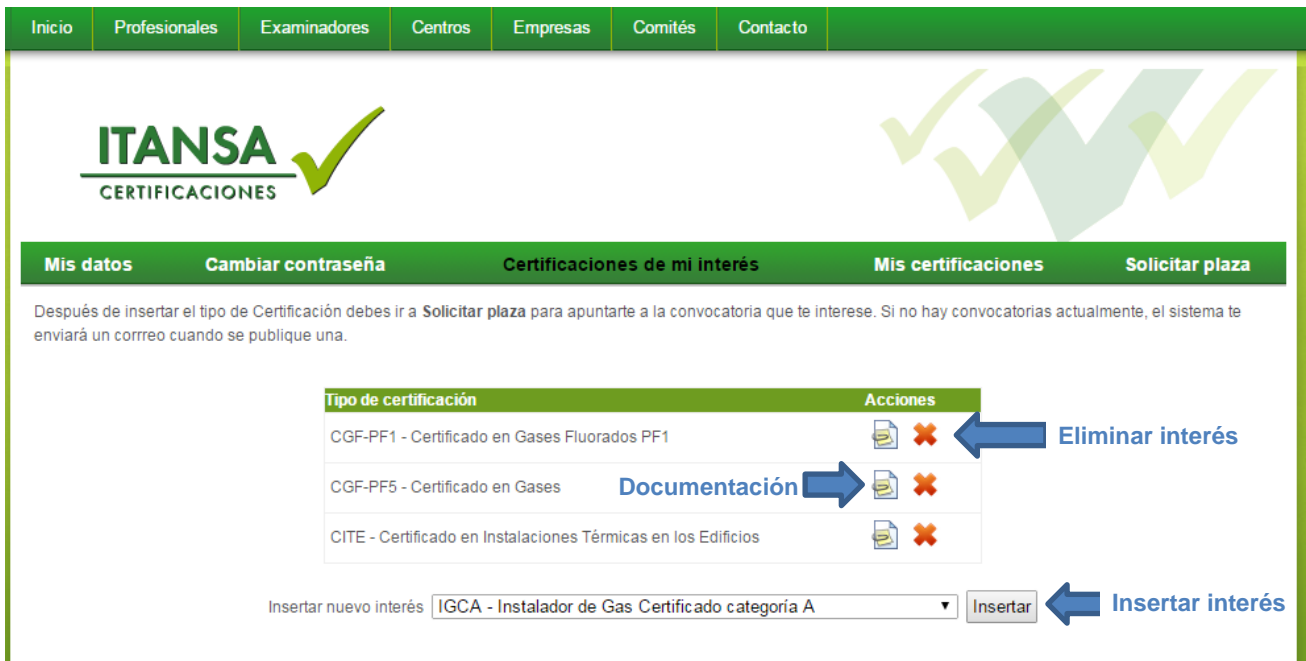 Inicio Profesionales Examinadores Centros Empresas Comités Contacto
ITANSA
CERTIFICACIONES
Mis datos Cambiar contraseña Certificaciones de mi interés Mis certificaciones Solicitar plaza
Después de insertar el tipo de Certificación debes ir a Solicitar plaza para apuntarte a la convocatoria que te interese. Si no hay convocatorias actualmente, el sistema te
enviará un corrreo cuando se publique una.
Tipo de certificación Acciones
CGF-PF1 - Certificado en Gases Fluorados PF1 Eliminar interés
CGF-PF5 - Certificado en Gases Documentación
CITE - Certificado en Instalaciones Térmicas en los Edificios
Insertar nuevo interés IGCA - Instalador de Gas Certificado categoría A Insertar Insertar interés